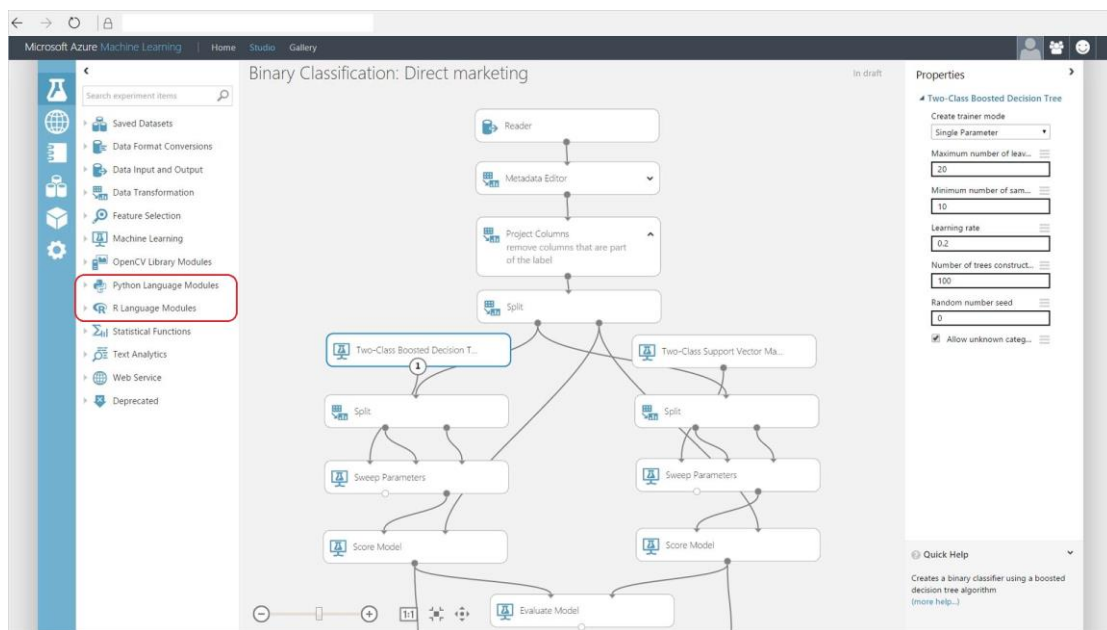 Microsoft Azure Machine Learning | Home Studio Gallery
Search experiment items
Saved Datasets
Data Format Conversions
Data Input and Output
Data Transformation
Feature Selection
Machine Learning
OpenCV Library Modules
Python Language Modules
R Language Modules
Statistical Functions
Text Analytics
Web Service
Deprecated
Binary Classification: Direct marketing
In draft
Reader
Metadata Editor
Project Columns
remove columns that are part
of the label
Split
Two-Class Boosted Decision T...
1
Two-Class Support Vector Ma...
Split
Split
Sweep Parameters
Sweep Parameters
Score Model
Score Model
1:1
Evaluate Model
Properties
Two-Class Boosted Decision Tree
Create trainer mode
Single Parameter
Maximum number of leav...
20
Minimum number of sam...
10
Learning rate
0.2
Number of trees construct...
100
Random number seed
0
Allow unknown categ...
Quick Help
Creates a binary classifier using a boosted
decision tree algorithm
(more help...)